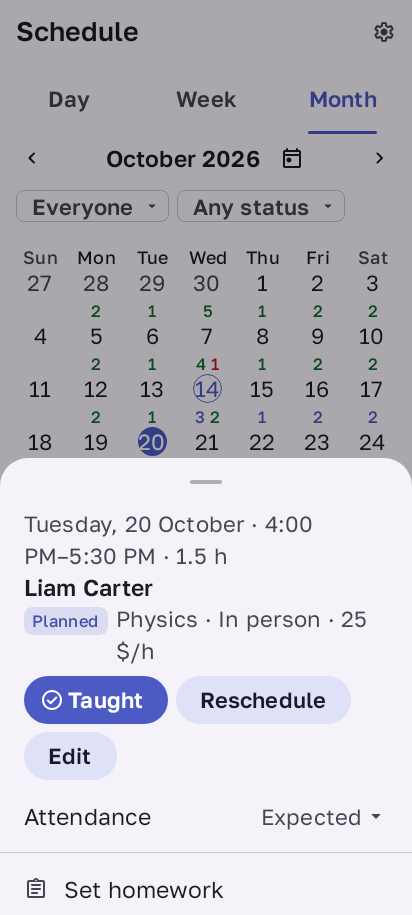 Schedule
Day Week Month
October 2026
Everyone Any status
Sun Mon Tue Wed Thu Fri Sat
27 28 29 30 1 2 3
2 1 5 1 2 2
4 5 6 7 8 9 10
2 1 4 1 1 2 2
11 12 13 14 15 16 17
2 1 3 2 1 2 2
18 19 20 21 22 23 24
Tuesday, 20 October · 4:00
PM–5:30 PM · 1.5 h
Liam Carter
Planned Physics · In person · 25
$/h
Taught Reschedule
Edit
Attendance Expected
Set homework